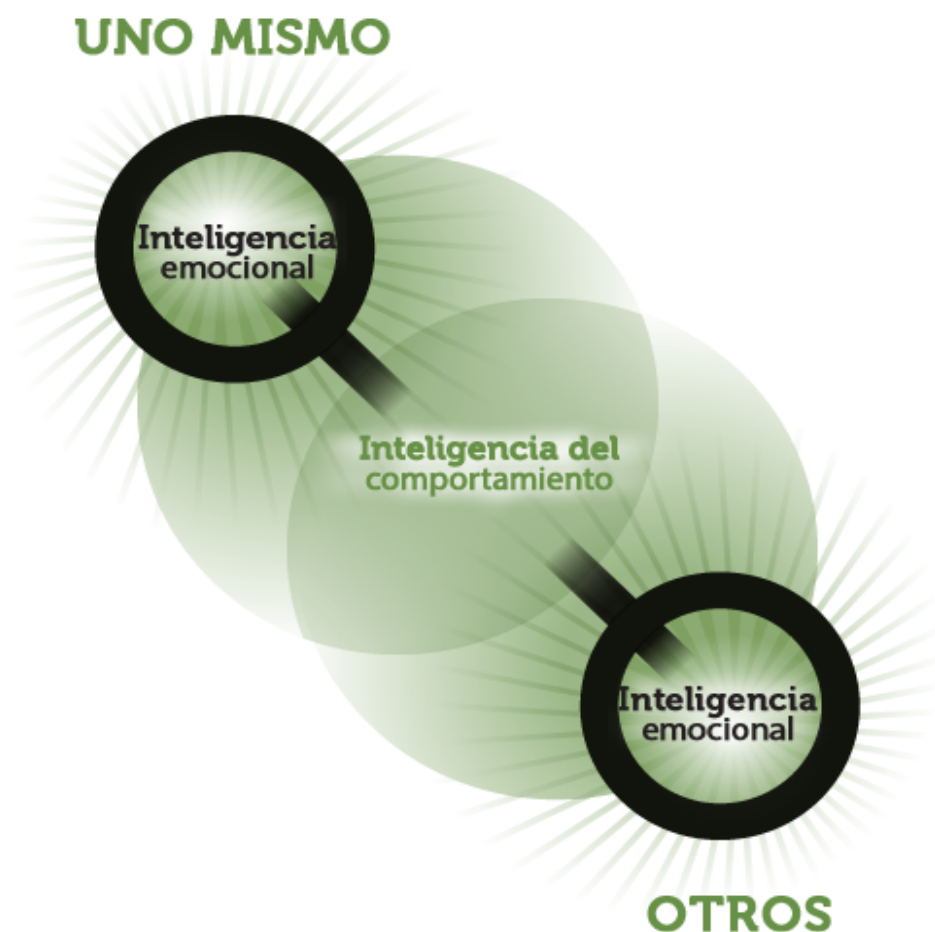 UNO MISMO
Inteligencia
emocional
Inteligencia del
comportamiento
Inteligencia
emocional
OTROS